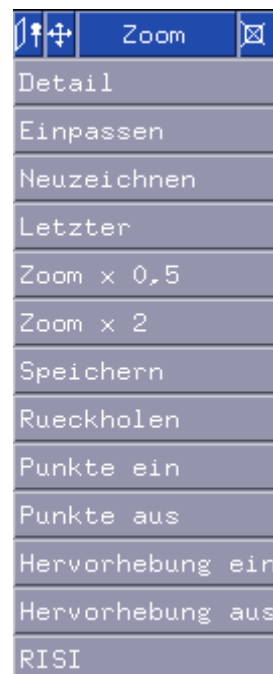 Zoom
Detail
Einpassen
Neuzeichnen
Letzter
Zoom x 0,5
Zoom x 2
Speichern
Rueckholen
Punkte ein
Punkte aus
Hervorhebung ein
Hervorhebung aus
RISI